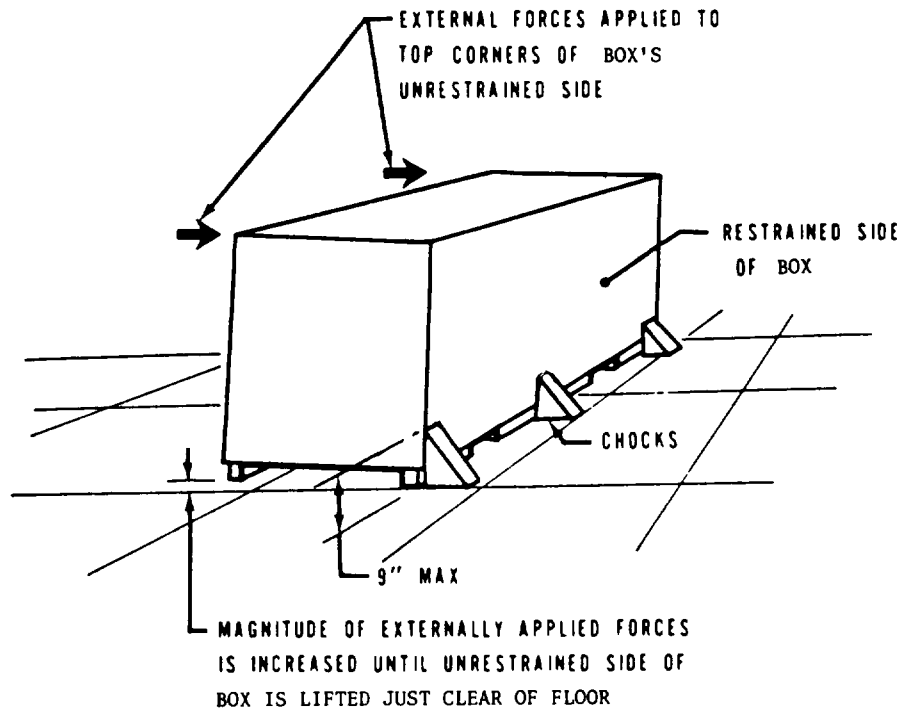 EXTERNAL FORCES APPLIED TO
TOP CORNERS OF BOX'S
UNRESTRAINED SIDE
RESTRAINED SIDE
OF BOX
CHOCKS
9" MAX
MAGNITUDE OF EXTERNALLY APPLIED FORCES
IS INCREASED UNTIL UNRESTRAINED SIDE OF
BOX IS LIFTED JUST CLEAR OF FLOOR